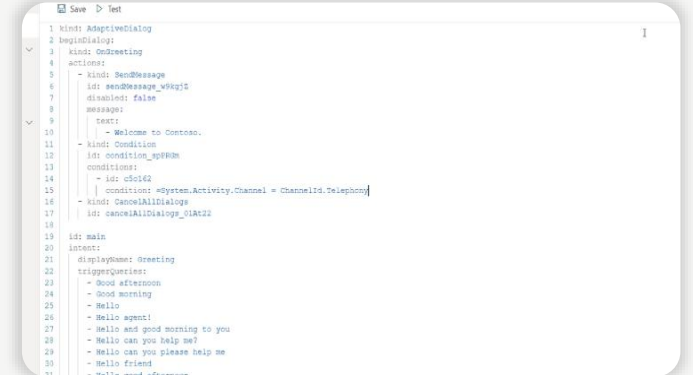 Save Test
1 kind: AdaptiveDialog
2 beginDialog:
3 kind: OnGreeting
4 actions:
5 - kind: SendMessage
6 id: sendMessage_w9kgjZ
7 disabled: false
8 message:
9 text:
10 - Welcome to Contoso.
11 - kind: Condition
12 id:
13 conditions:
14 - id: c5c162
15 condition: =System.Activity.Channel = ChannelId.Telephony
16 - kind: CancelAllDialogs
17 id: cancelAllDialogs_01At22
18
19 id: main
20 intent:
21 displayName: Greeting
22 triggerQueries:
23 - Good afternoon
24 - Good morning
25 - Hello
26 - Hello agent!
27 - Hello and good morning to you
28 - Hello can you help me?
29 - Hello can you please help me
30 - Hello friend
31 - Hello good afternoon